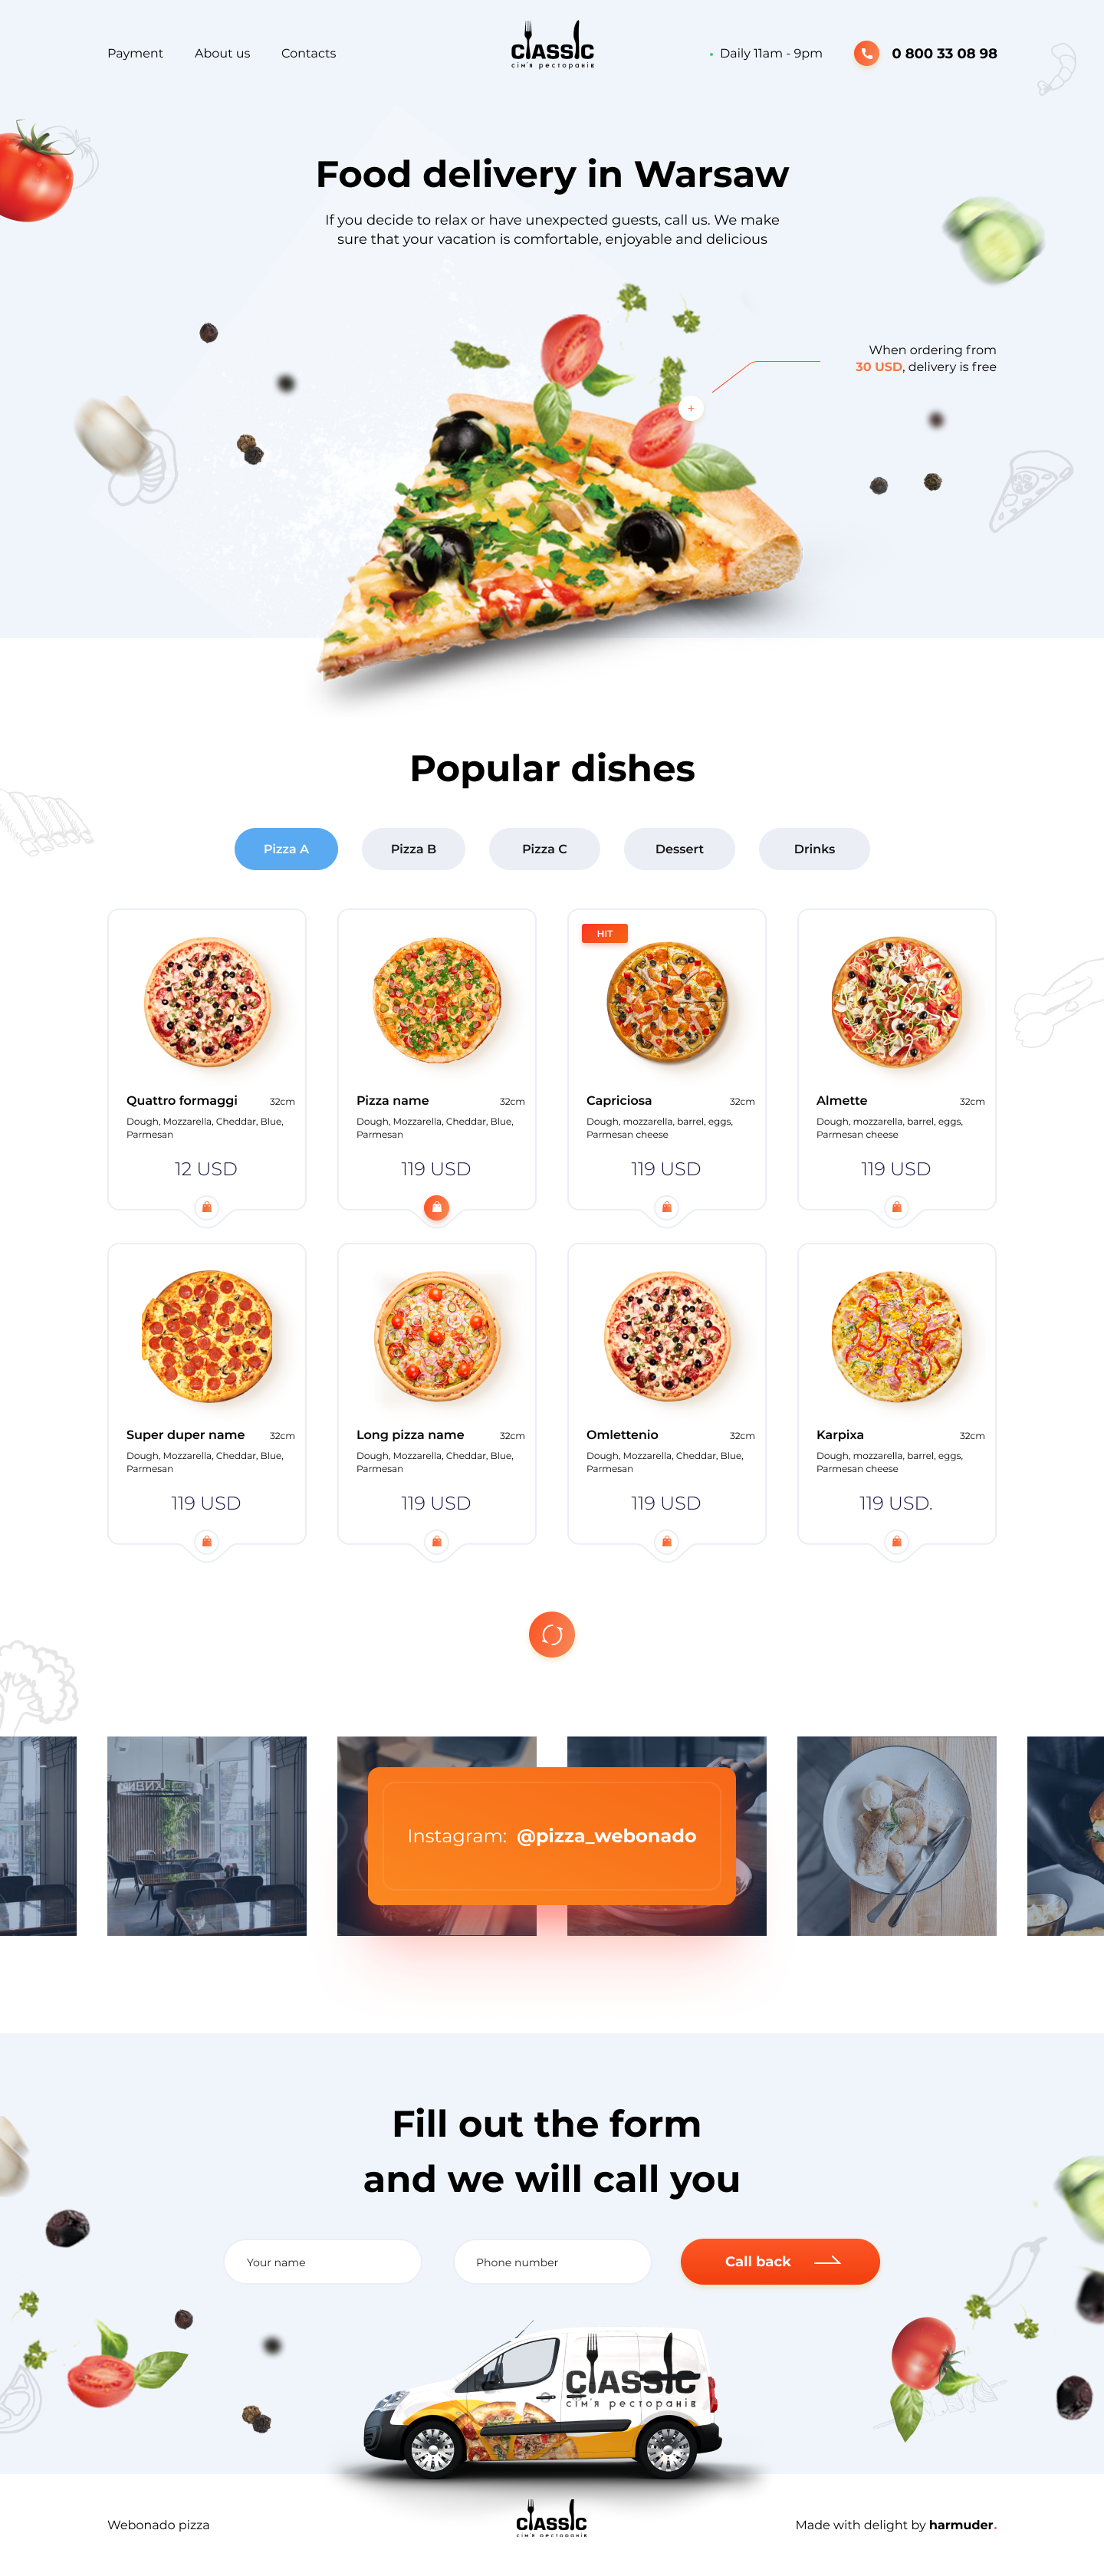 Payment
About us
Contacts
CLASSIC
сім'я ресторанів
Daily 11am - 9pm
0 800 33 08 98
Food delivery in Warsaw
If you decide to relax or have unexpected guests, call us. We make
sure that your vacation is comfortable, enjoyable and delicious
When ordering from
30 USD, delivery is free
+
Popular dishes
Pizza A
Pizza B
Pizza C
Dessert
Drinks
Quattro formaggi 32cm
Dough, Mozzarella, Cheddar, Blue,
Parmesan
12 USD
Pizza name 32cm
Dough, Mozzarella, Cheddar, Blue,
Parmesan
119 USD
HIT
Capriciosa 32cm
Dough, mozzarella, barrel, eggs,
Parmesan cheese
119 USD
Almette 32cm
Dough, mozzarella, barrel, eggs,
Parmesan cheese
119 USD
Super duper name 32cm
Dough, Mozzarella, Cheddar, Blue,
Parmesan
119 USD
Long pizza name 32cm
Dough, Mozzarella, Cheddar, Blue,
Parmesan
119 USD
Omlettenio 32cm
Dough, Mozzarella, Cheddar, Blue,
Parmesan
119 USD
Karpixa 32cm
Dough, mozzarella, barrel, eggs,
Parmesan cheese
119 USD.
Instagram: @pizza_webonado
Fill out the form
and we will call you
Your name
Phone number
Call back
CLASSIC
сім'я ресторанів
Webonado pizza
CLASSIC
сім'я ресторанів
Made with delight by harmuder.